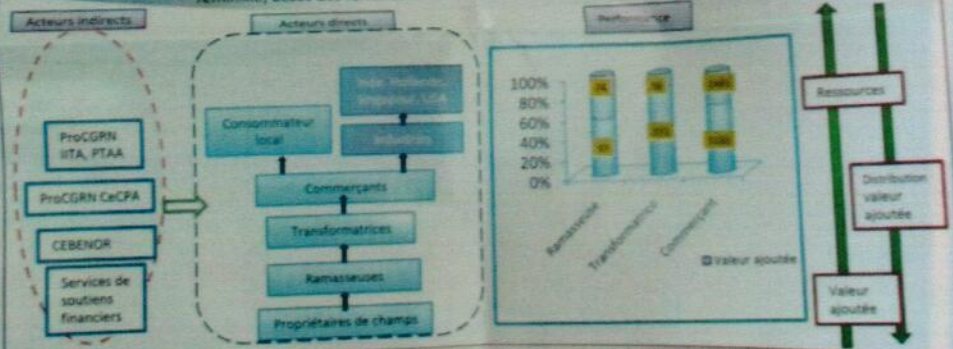 Acteurs indirects
Acteurs directs
Performance
ProCGRN
IITA, PTAA
ProCGRN CeCPA
CEBENOR
Services de
soutiens
financiers
Consommateur
local
Commerçants
Transformatrices
Ramasseuses
Propriétaires de champs
100%
80%
60%
40%
20%
0%
Ramasseuse
Transformatrice
Commerçant
Valeur ajoutée
Ressources
Distribution
valeur
ajoutée
Valeur
ajoutée